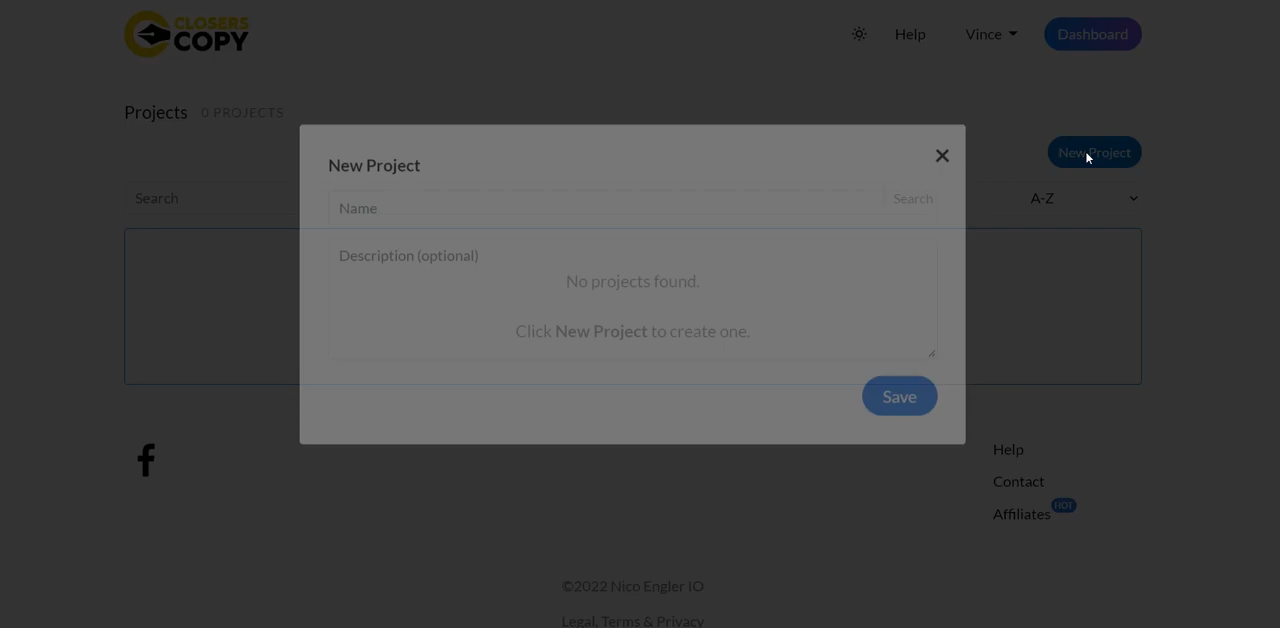 CLOSERS
COPY
Help
Vince
Dashboard
Projects 0 PROJECTS
New Project
New Project
Search
Name
Search
A-Z
Description (optional)
No projects found.
Click New Project to create one.
Save
Help
Contact
Affiliates HOT
©2022 Nico Engler IO
Legal, Terms & Privacy